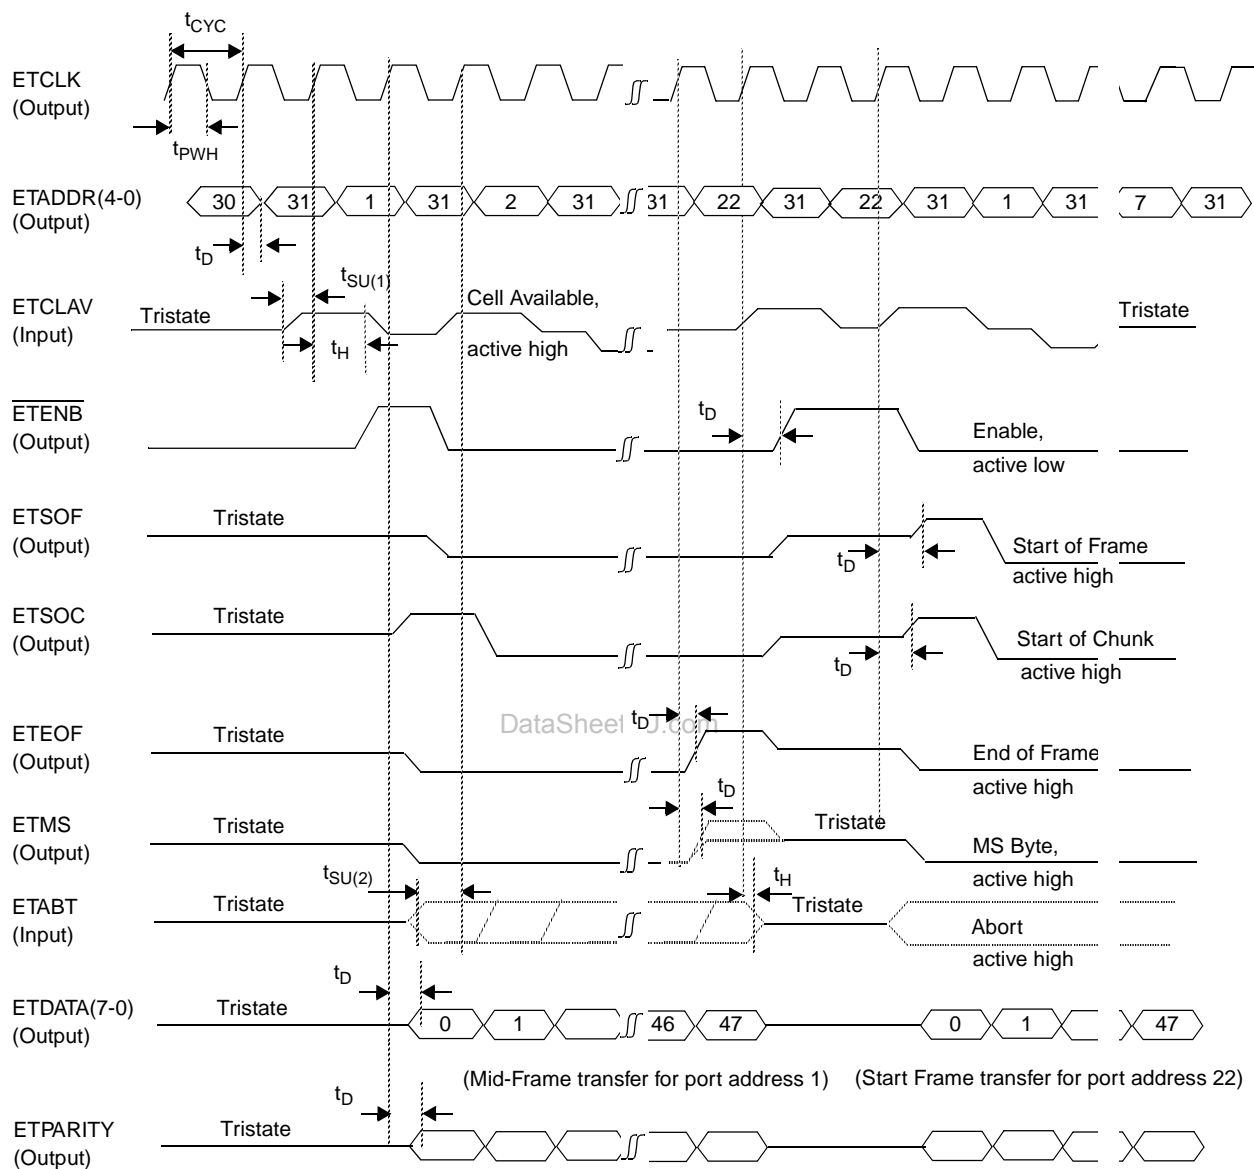 tCYC
ETCLK
(Output)
tPWH
ETADDR(4-0)
(Output)
30 31 1 31 2 31 31 22 31 22 31 1 31 7 31
tD
tSU(1)
ETCLAV
(Input)
Tristate
Cell Available,
active high
Tristate
tH
ETENB
(Output)
tD
Enable,
active low
ETSOF
(Output)
Tristate
tD
Start of Frame
active high
ETSOC
(Output)
Tristate
tD
Start of Chunk
active high
ETEOF
(Output)
Tristate
tD
End of Frame
active high
ETMS
(Output)
Tristate
tD
Tristate
MS Byte,
active high
ETABT
(Input)
Tristate
tSU(2)
tH
Tristate
Abort
active high
ETDATA(7-0)
(Output)
Tristate
tD
0 1 46 47 0 1 47
(Mid-Frame transfer for port address 1) (Start Frame transfer for port address 22)
ETPARITY
(Output)
Tristate
tD